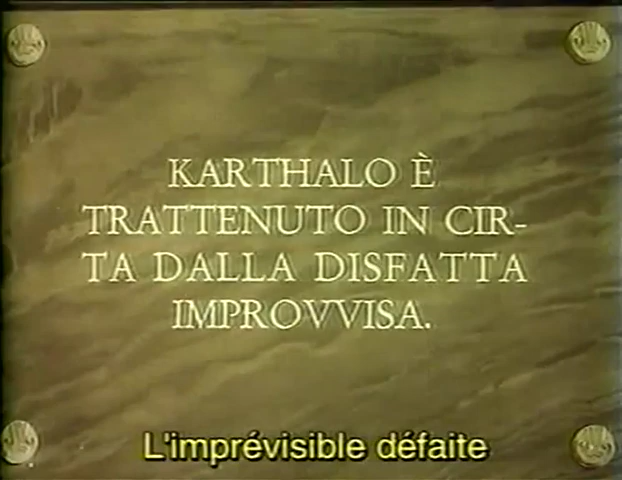 KARTHALO È
TRATTENUTO IN CIR-
TA DALLA DISFATTA
IMPROVVISA.
L'imprévisible défaite